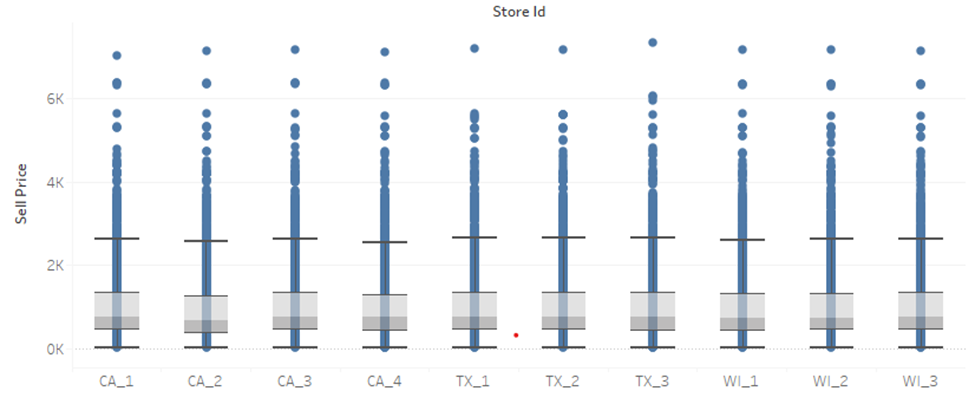 Store Id
Sell Price
6K
4K
2K
0K
CA_1 CA_2 CA_3 CA_4 TX_1 TX_2 TX_3 WI_1 WI_2 WI_3